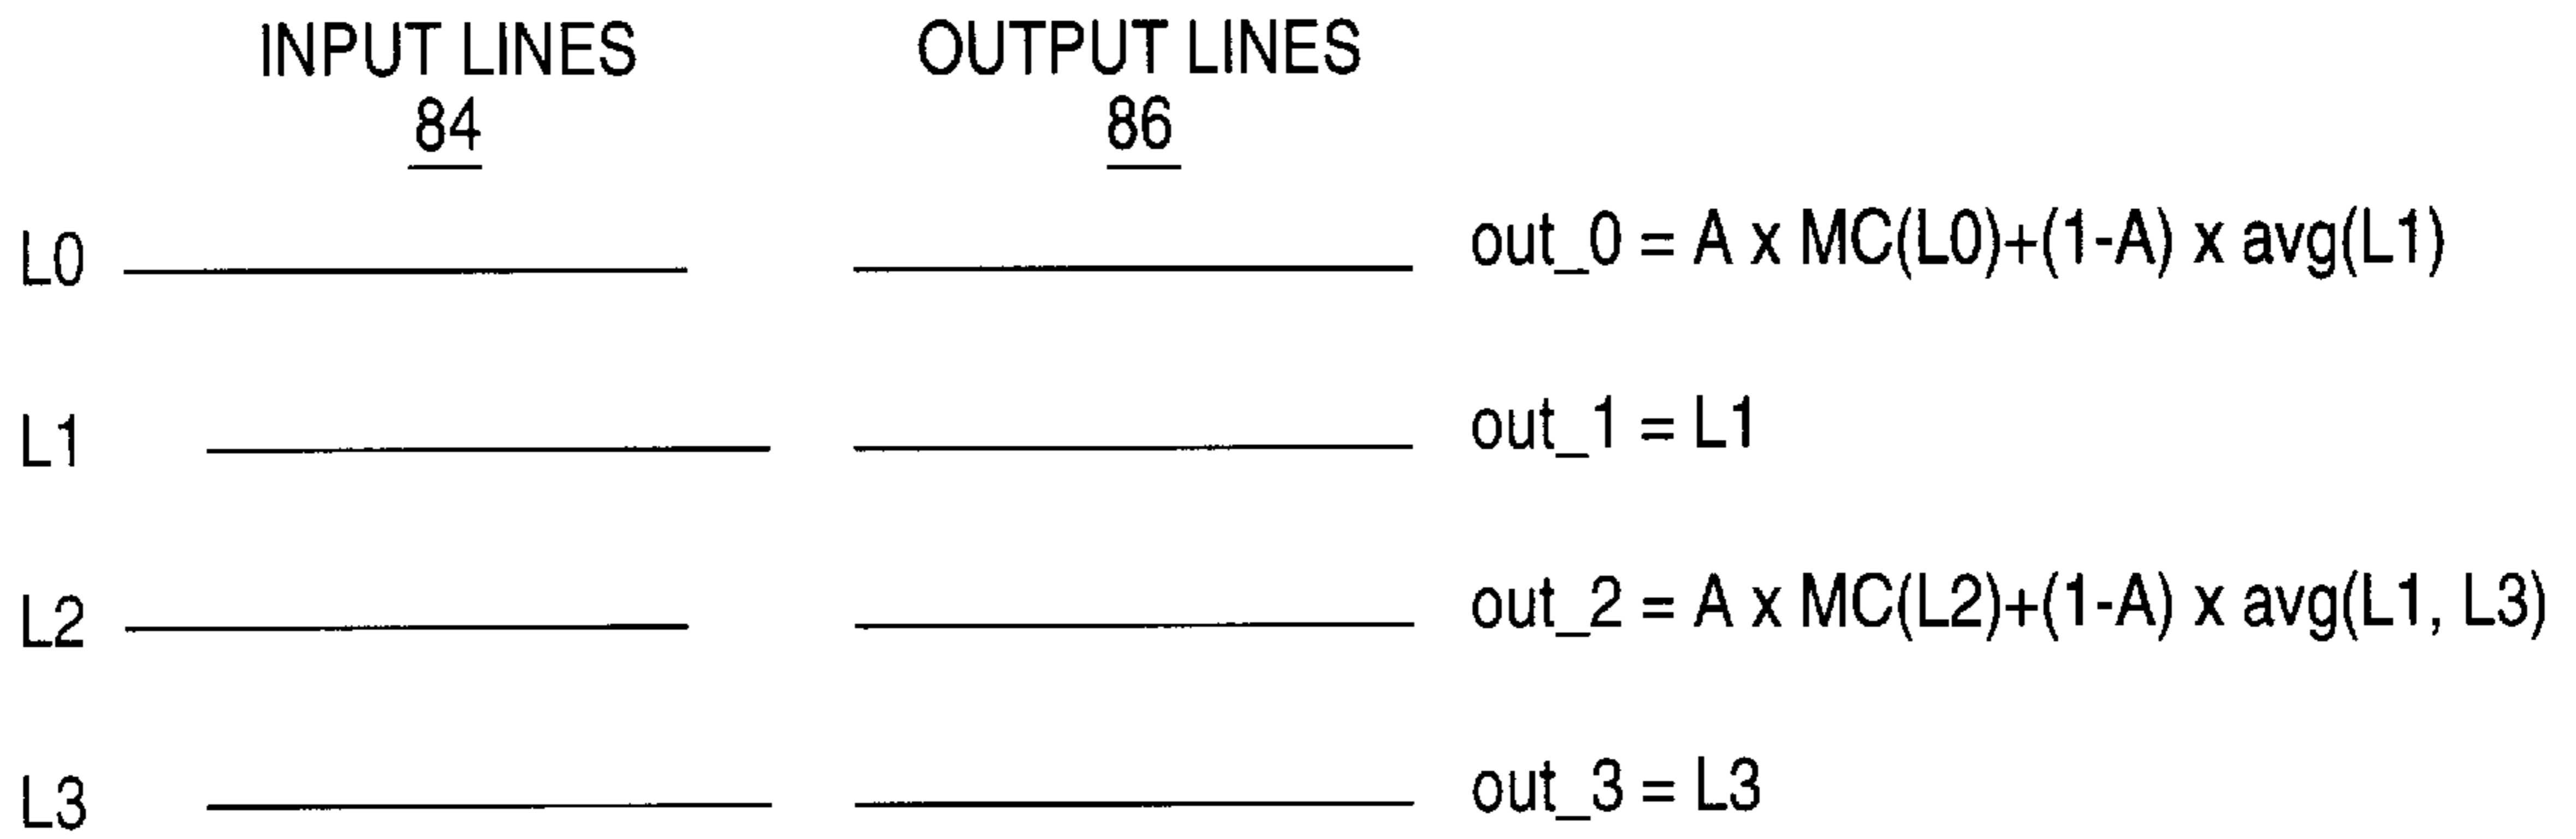 INPUT LINES OUTPUT LINES
84 86
L0 out_0 = A x MC(L0)+(1-A) x avg(L1)
L1 out_1 = L1
L2 out_2 = A x MC(L2)+(1-A) x avg(L1, L3)
L3 out_3 = L3